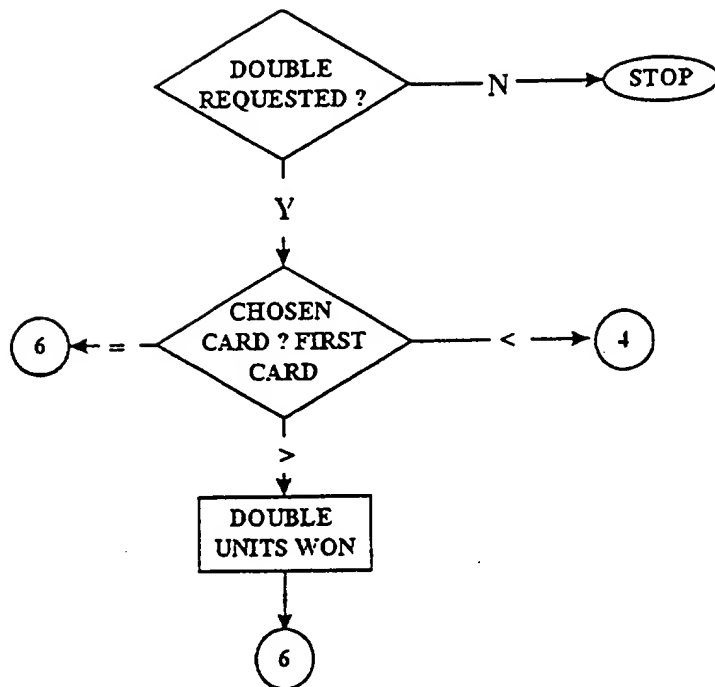 DOUBLE
REQUESTED ?
N
STOP
Y
CHOSEN
CARD ? FIRST
CARD
6
=
<
4
>
DOUBLE
UNITS WON
6